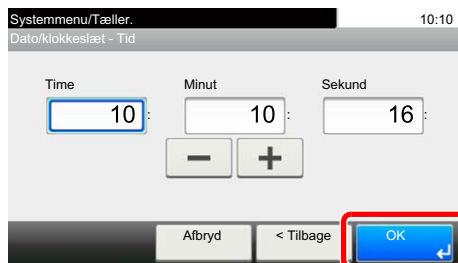 Systemmenu/Tæller. 10:10
Dato/klokkeslæt - Tid
Time Minut Sekund
10 : 10 : 16 :
− +
Afbryd < Tilbage OK